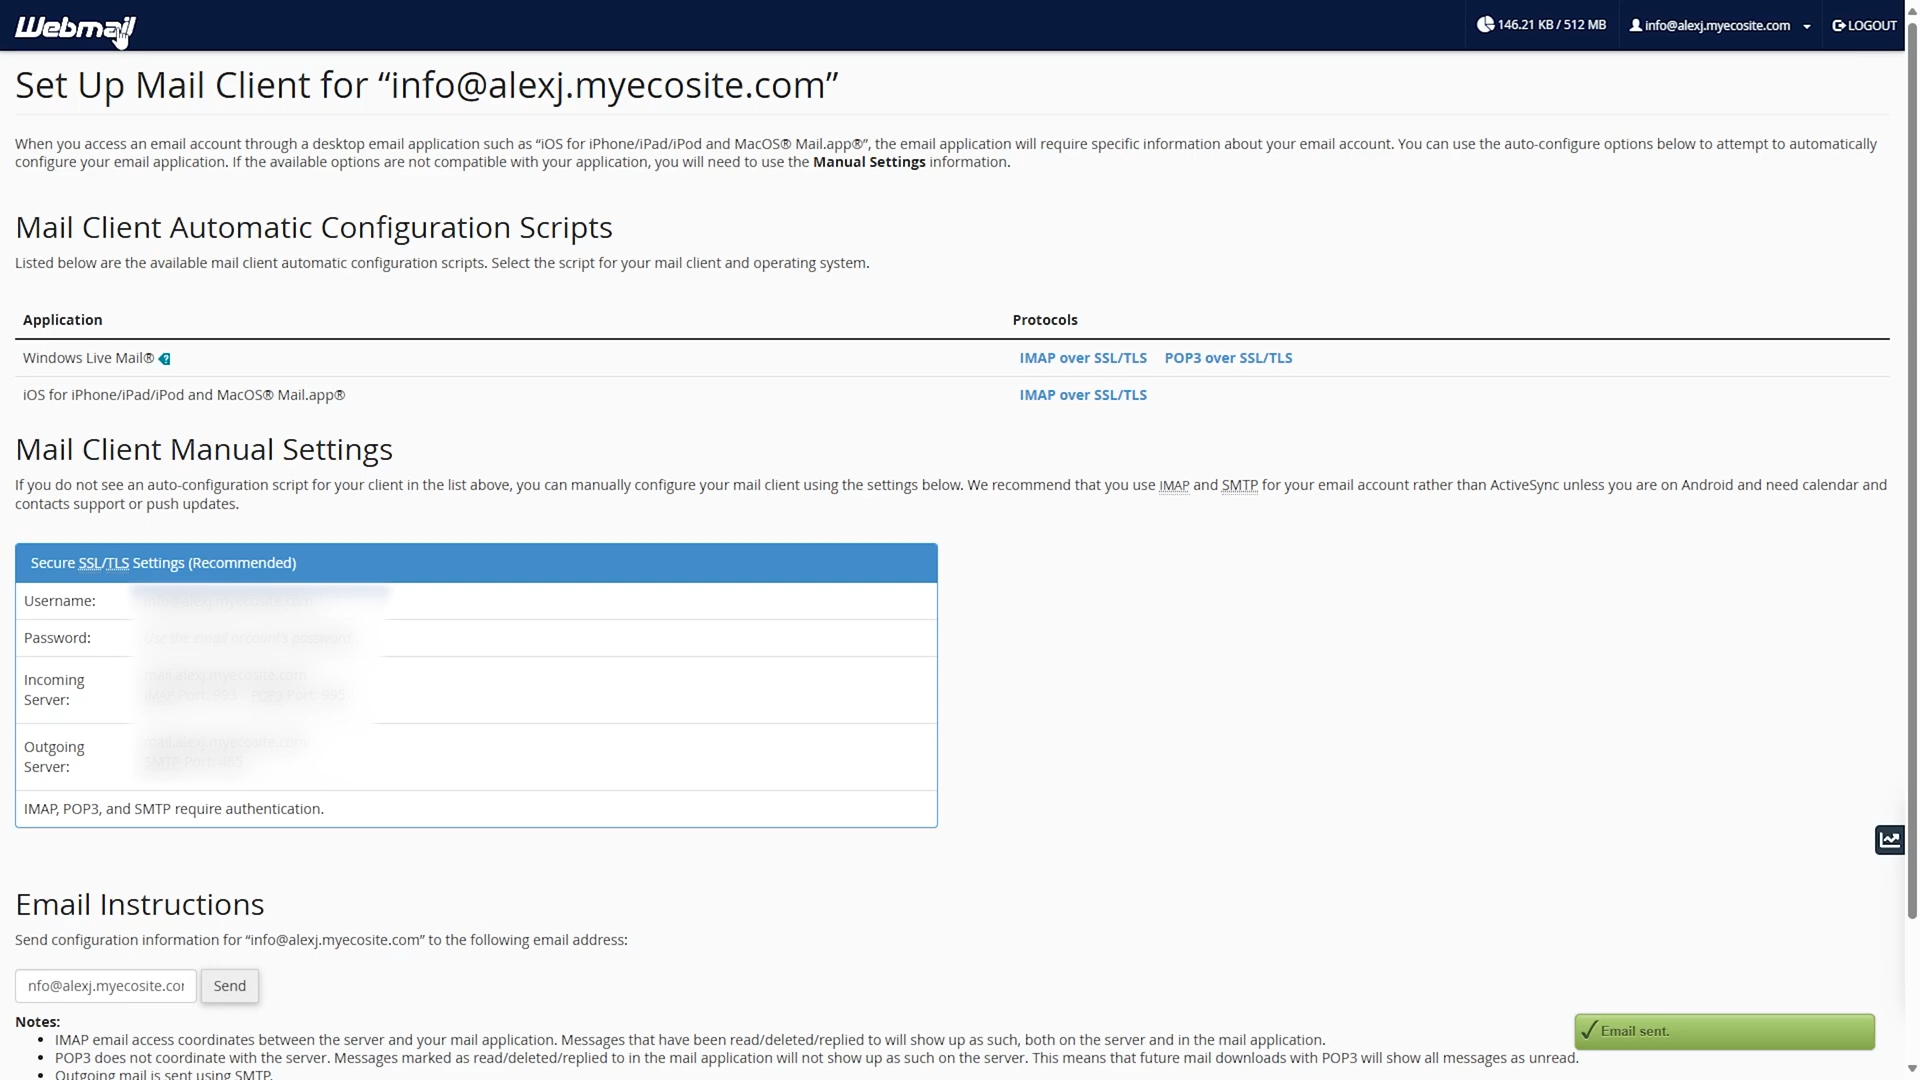 Webmail
146.21 KB / 512 MB
info@alexj.myecosite.com
LOGOUT
Set Up Mail Client for “info@alexj.myecosite.com”
When you access an email account through a desktop email application such as “iOS for iPhone/iPad/iPod and MacOS® Mail.app®”, the email application will require specific information about your email account. You can use the auto-configure options below to attempt to automatically
configure your email application. If the available options are not compatible with your application, you will need to use the Manual Settings information.
Mail Client Automatic Configuration Scripts
Listed below are the available mail client automatic configuration scripts. Select the script for your mail client and operating system.
Application Protocols
Windows Live Mail® IMAP over SSL/TLS POP3 over SSL/TLS
iOS for iPhone/iPad/iPod and MacOS® Mail.app® IMAP over SSL/TLS
Mail Client Manual Settings
If you do not see an auto-configuration script for your client in the list above, you can manually configure your mail client using the settings below. We recommend that you use IMAP and SMTP for your email account rather than ActiveSync unless you are on Android and need calendar and
contacts support or push updates.
Secure SSL/TLS Settings (Recommended)
Username:
Password:
Incoming
Server:
Outgoing
Server:
IMAP, POP3, and SMTP require authentication.
Email Instructions
Send configuration information for “info@alexj.myecosite.com” to the following email address:
nfo@alexj.myecosite.cor Send
Notes:
• IMAP email access coordinates between the server and your mail application. Messages that have been read/deleted/replied to will show up as such, both on the server and in the mail application.
Email sent.
• POP3 does not coordinate with the server. Messages marked as read/deleted/replied to in the mail application will not show up as such on the server. This means that future mail downloads with POP3 will show all messages as unread.
• Outgoing mail is sent using SMTP.